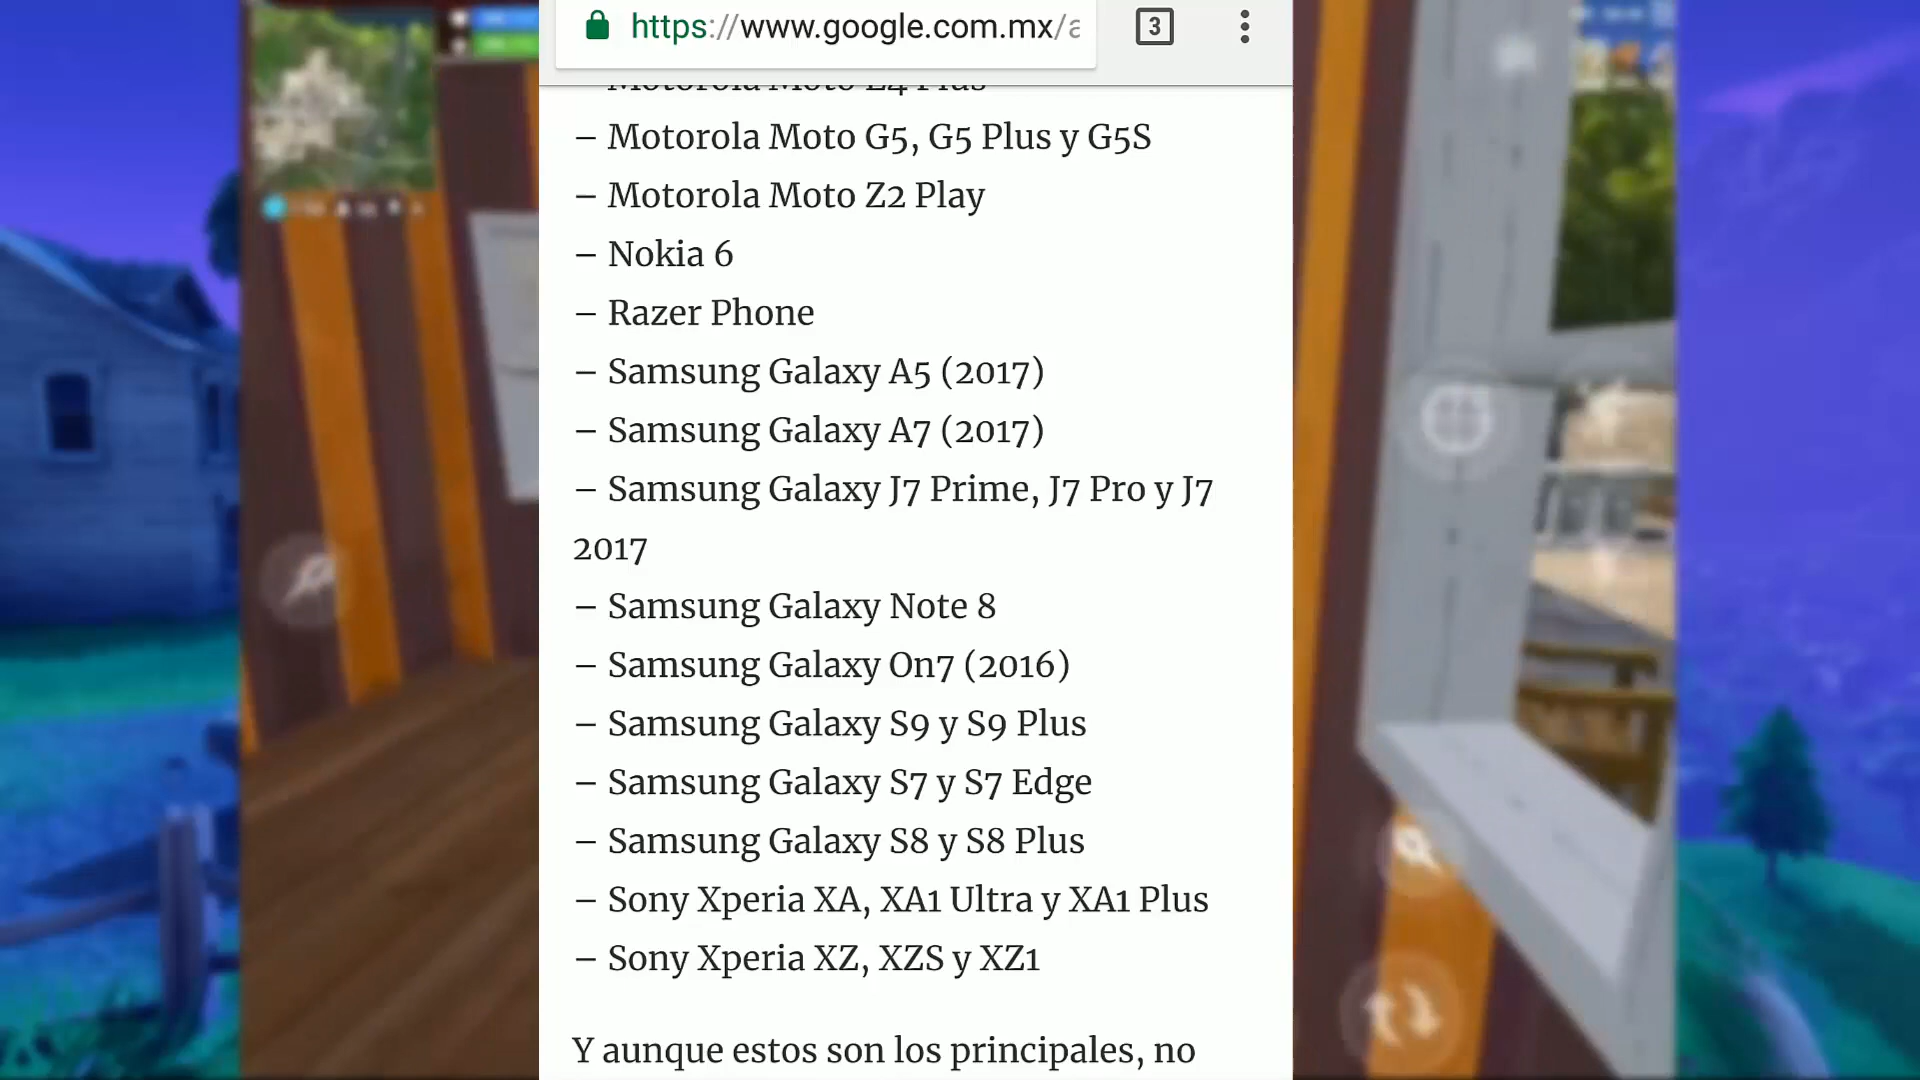 https://www.google.com.mx/a
3
– Motorola Moto Z4 Plus
– Motorola Moto G5, G5 Plus y G5S
– Motorola Moto Z2 Play
– Nokia 6
– Razer Phone
– Samsung Galaxy A5 (2017)
– Samsung Galaxy A7 (2017)
– Samsung Galaxy J7 Prime, J7 Pro y J7
2017
– Samsung Galaxy Note 8
– Samsung Galaxy On7 (2016)
– Samsung Galaxy S9 y S9 Plus
– Samsung Galaxy S7 y S7 Edge
– Samsung Galaxy S8 y S8 Plus
– Sony Xperia XA, XA1 Ultra y XA1 Plus
– Sony Xperia XZ, XZS y XZ1
Y aunque estos son los principales, no